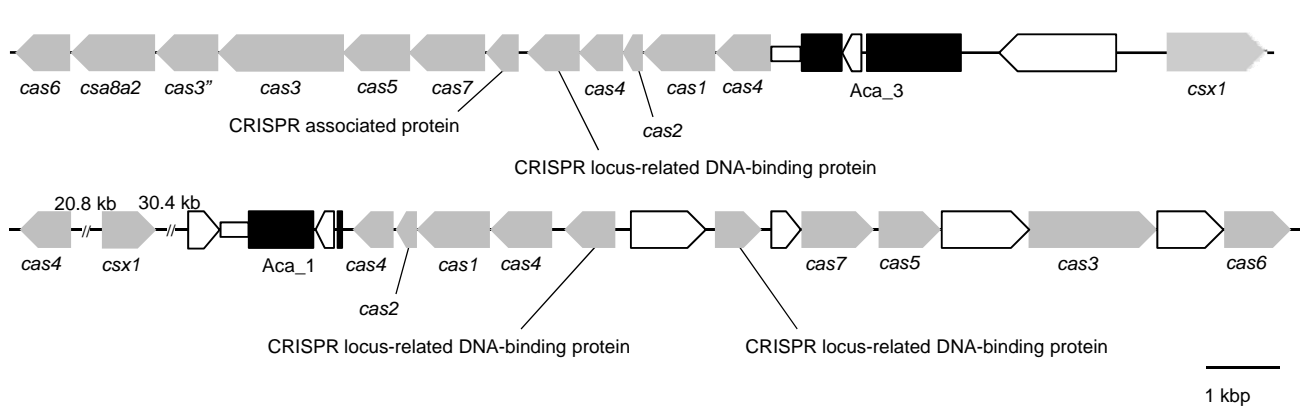 cas6 csa8a2 cas3” cas3 cas5 cas7 cas4 cas1 cas4 Aca_3 csx1
CRISPR associated protein
cas2
CRISPR locus-related DNA-binding protein
20.8 kb 30.4 kb
cas4 csx1 Aca_1 cas4 cas1 cas4 cas7 cas5 cas3 cas6
cas2
CRISPR locus-related DNA-binding protein CRISPR locus-related DNA-binding protein
1 kbp